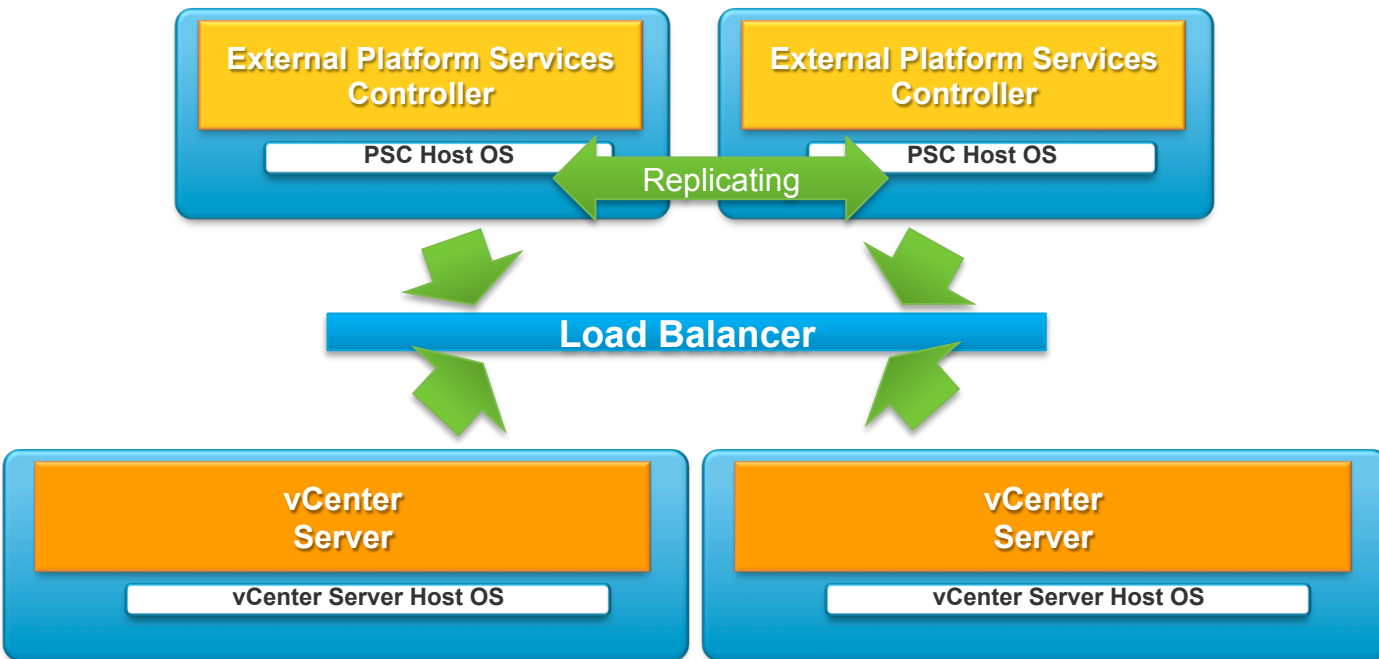 External Platform Services
Controller
PSC Host OS
External Platform Services
Controller
PSC Host OS
Replicating
Load Balancer
vCenter
Server
vCenter Server Host OS
vCenter
Server
vCenter Server Host OS